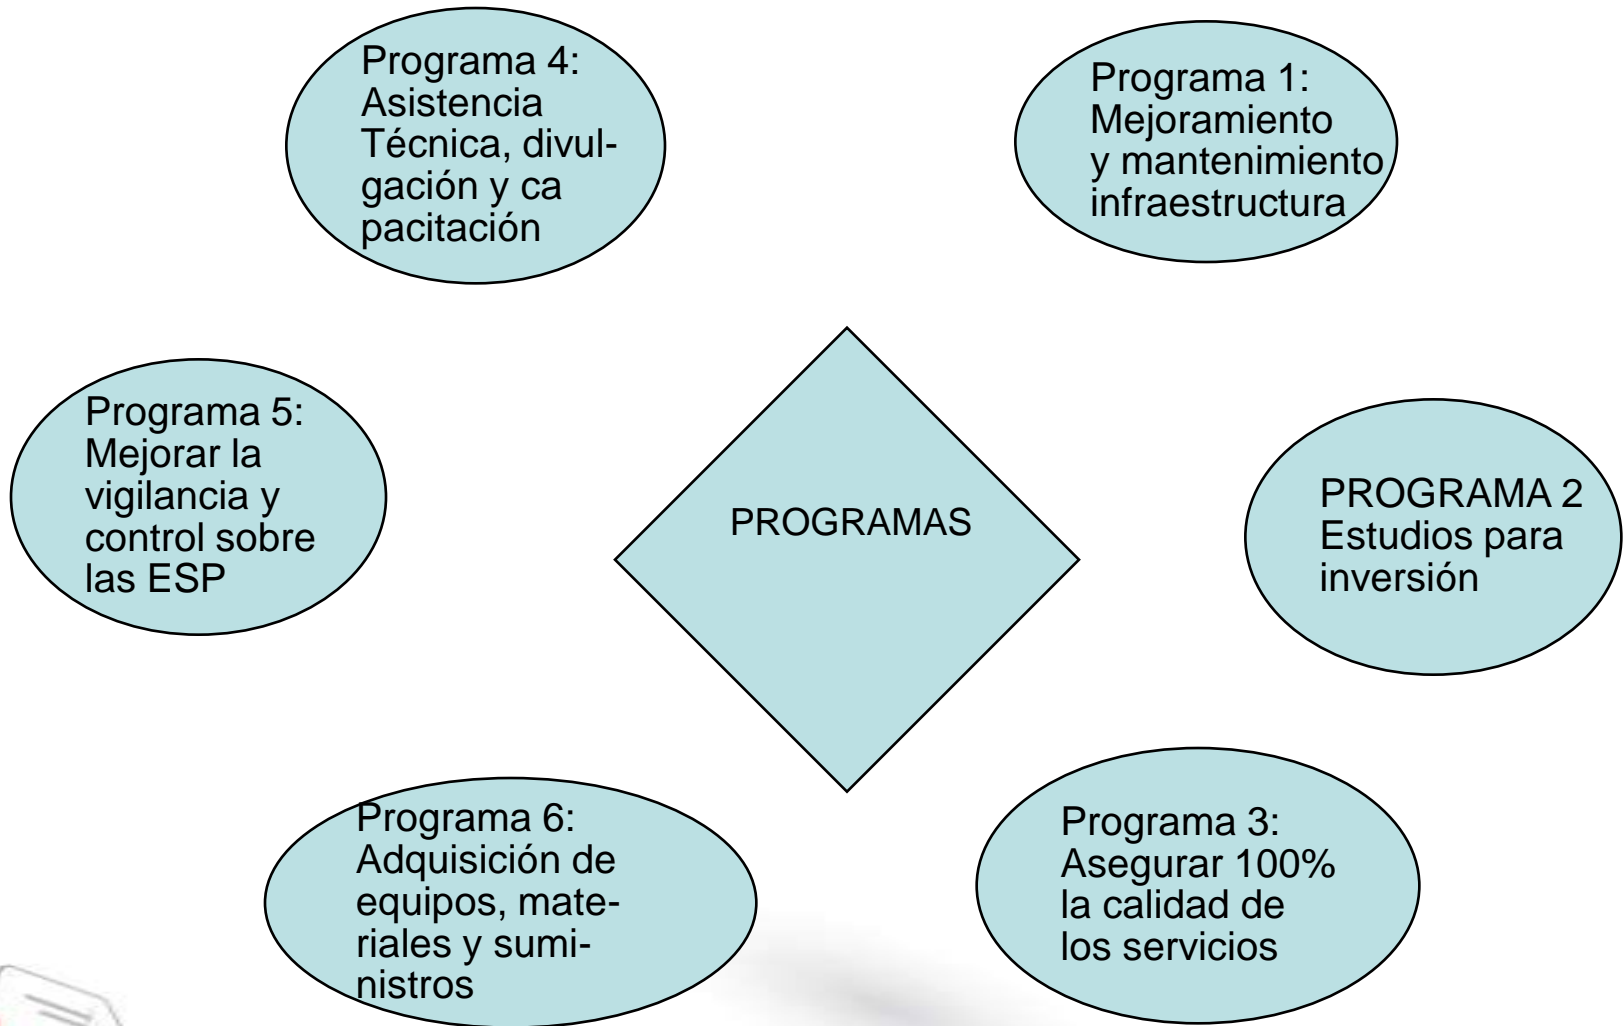 Programa 4:
Asistencia
Técnica, divul-
gación y ca
pacitación
Programa 1:
Mejoramiento
y mantenimiento
infraestructura
Programa 5:
Mejorar la
vigilancia y
control sobre
las ESP
PROGRAMAS
PROGRAMA 2
Estudios para
inversión
Programa 6:
Adquisición de
equipos, mate-
riales y sumi-
nistros
Programa 3:
Asegurar 100%
la calidad de
los servicios